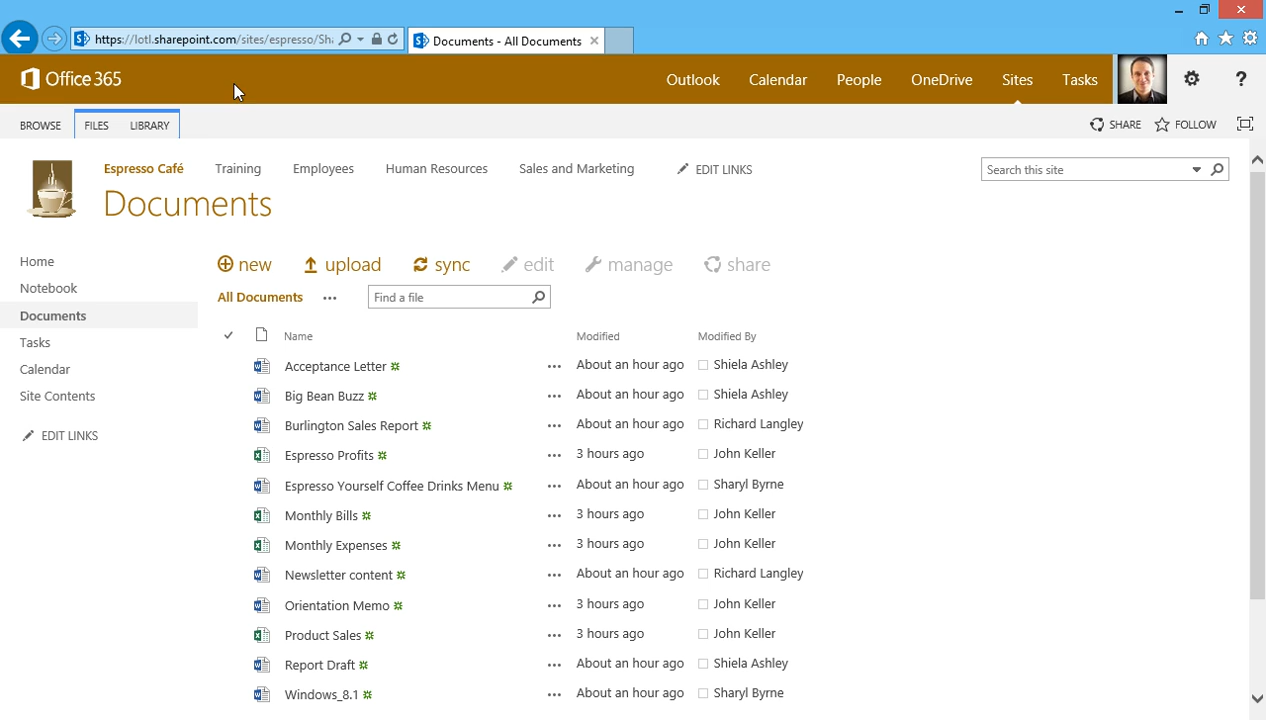 https://lotl.sharepoint.com/sites/espresso/Sha
Documents - All Documents
Office 365
Outlook Calendar People OneDrive Sites Tasks ?
BROWSE FILES LIBRARY SHARE FOLLOW
Espresso Café Training Employees Human Resources Sales and Marketing EDIT LINKS Search this site
Documents
Home
Notebook
Documents
Tasks
Calendar
Site Contents
EDIT LINKS
new upload sync edit manage share
All Documents ... Find a file
Name Modified Modified By
Acceptance Letter ... About an hour ago Shiela Ashley
Big Bean Buzz ... About an hour ago Shiela Ashley
Burlington Sales Report ... About an hour ago Richard Langley
Espresso Profits ... 3 hours ago John Keller
Espresso Yourself Coffee Drinks Menu ... About an hour ago Sharyl Byrne
Monthly Bills ... 3 hours ago John Keller
Monthly Expenses ... 3 hours ago John Keller
Newsletter content ... About an hour ago Richard Langley
Orientation Memo ... 3 hours ago John Keller
Product Sales ... 3 hours ago John Keller
Report Draft ... About an hour ago Shiela Ashley
Windows_8.1 ... About an hour ago Sharyl Byrne